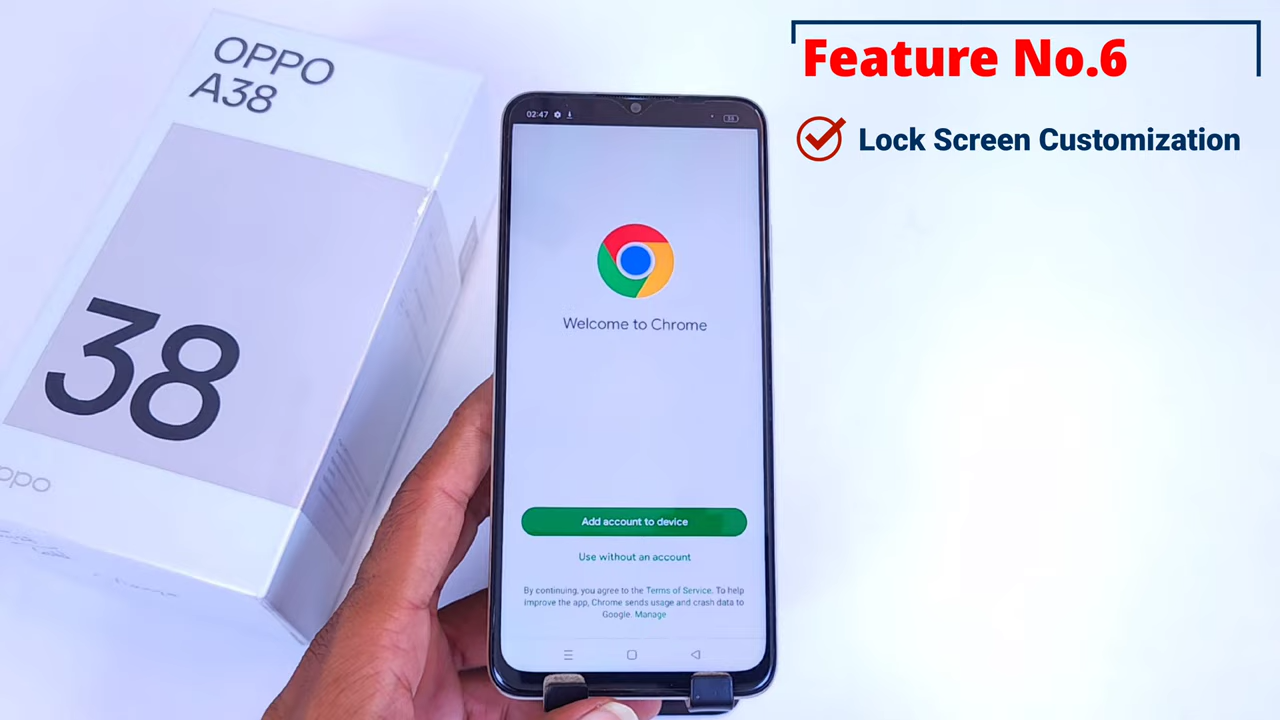 OPPO
A38
38
Feature No.6
Lock Screen Customization
02:47
38
Welcome to Chrome
Add account to device
Use without an account
By continuing, you agree to the Terms of Service. To help
improve the app, Chrome sends usage and crash data to
Google. Manage